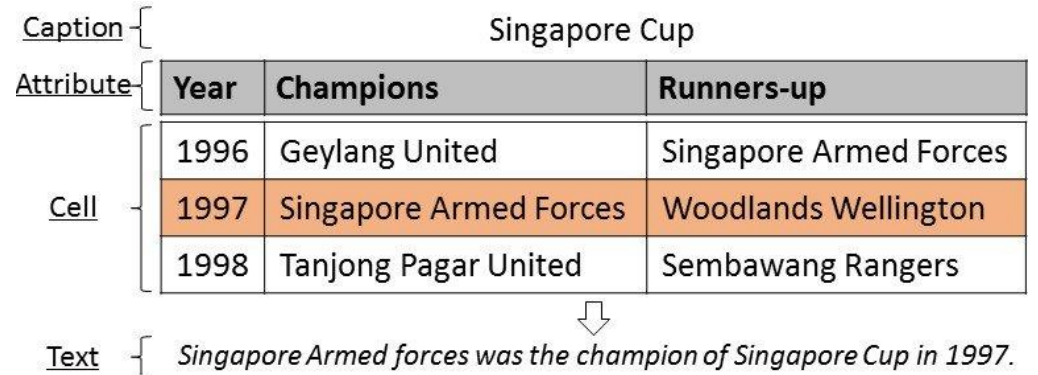 Caption Singapore Cup
Attribute Year Champions Runners-up
1996 Geylang United Singapore Armed Forces
Cell 1997 Singapore Armed Forces Woodlands Wellington
1998 Tanjong Pagar United Sembawang Rangers
Text Singapore Armed forces was the champion of Singapore Cup in 1997.